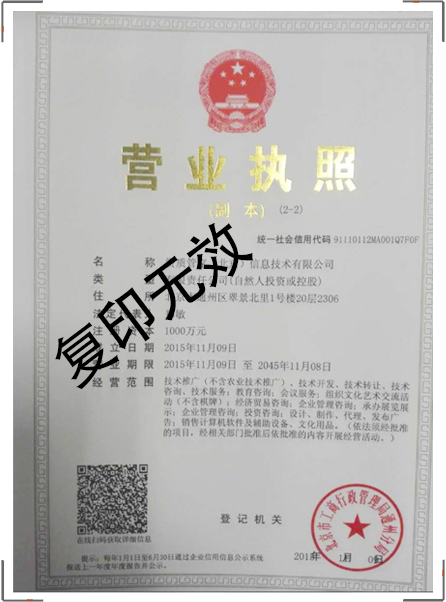 营业执照
(副本) (2-2)
统一社会信用代码 91110112MA001Q7F0F
名 称 信息技术有限公司
类 型 有限责任公司(自然人投资或控股)
住 所 通州区翠景北里1号楼20层2306
法定代表 敏
注册资本 1000万元
成立日期 2015年11月09日
营业期限 2015年11月09日 至 2045年11月08日
经营范围 技术推广（不含农业技术推广）、技术开发、技术转让、技术
咨询、技术服务；教育咨询；会议服务；组织文化艺术交流活
动（不含棋牌）；经济贸易咨询；企业管理咨询；承办展览展
示；企业管理咨询；投资咨询；设计、制作、代理、发布广
告；销售计算机软件及辅助设备、文化用品。（依法须经批准
的项目，经相关部门批准后依批准的内容开展经营活动。）
复印无效
在线扫码获取详细信息
登记机关
北京市工商行政管理局通州分局
提示：每年1月1日至6月30日通过企业信用信息公示系统
报送上一年度年度报告并公示。